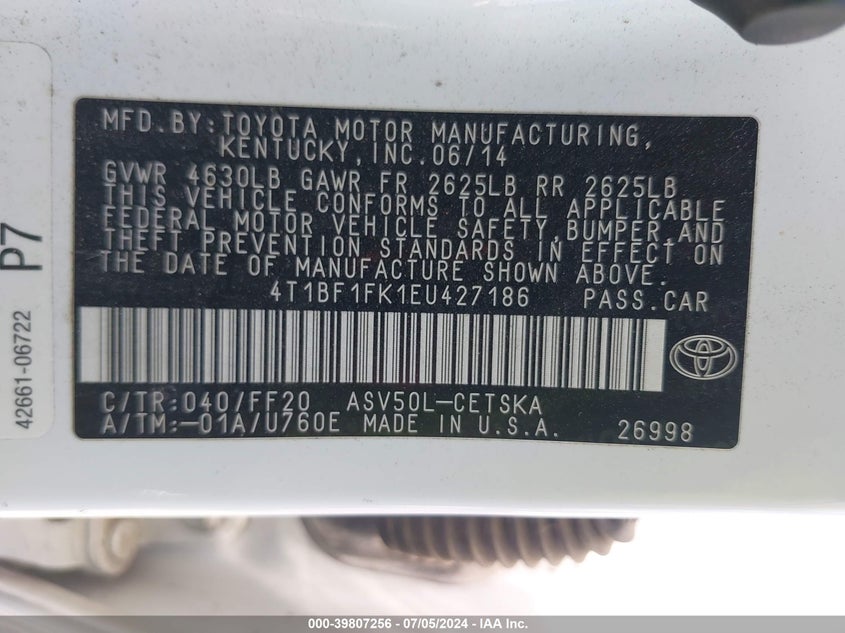 MFD.BY:TOYOTA MOTOR MANUFACTURING,
KENTUCKY, INC.06/14
GVWR 4630LB GAWR FR 2625LB RR 2625LB
THIS VEHICLE CONFORMS TO ALL APPLICABLE
FEDERAL MOTOR VEHICLE SAFETY,BUMPER,AND
THEFT PREVENTION STANDARDS IN EFFECT ON
THE DATE OF MANUFACTURE SHOWN ABOVE.
4T1BF1FK1EU427186 PASS.CAR
C/TR:040/FF20 ASV50L-CETSKA
A/TM:-01A/U760E MADE IN U.S.A. 26998
P7
42661-06722
000-39807256 - 07/05/2024 - IAAI.COM